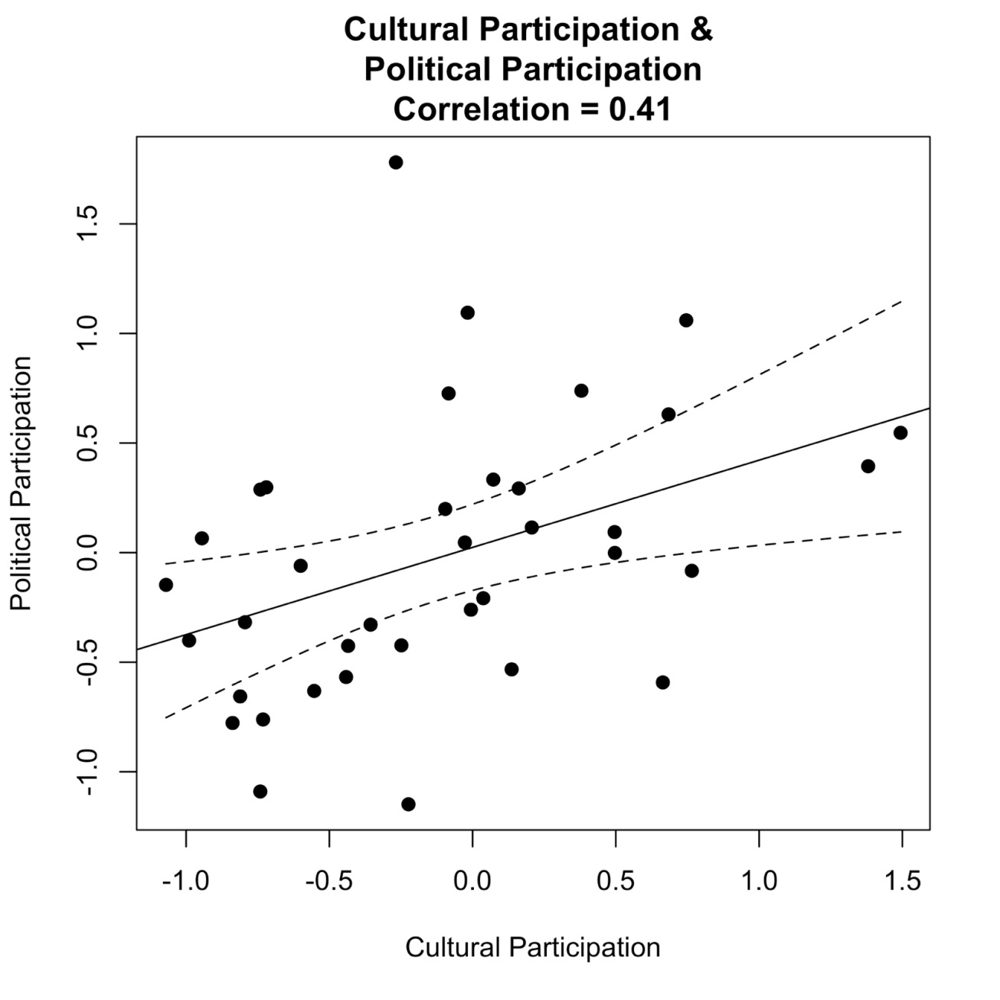 Cultural Participation &
Political Participation
Correlation = 0.41
Political Participation
1.5
1.0
0.5
0.0
-0.5
-1.0
-1.0 -0.5 0.0 0.5 1.0 1.5
Cultural Participation